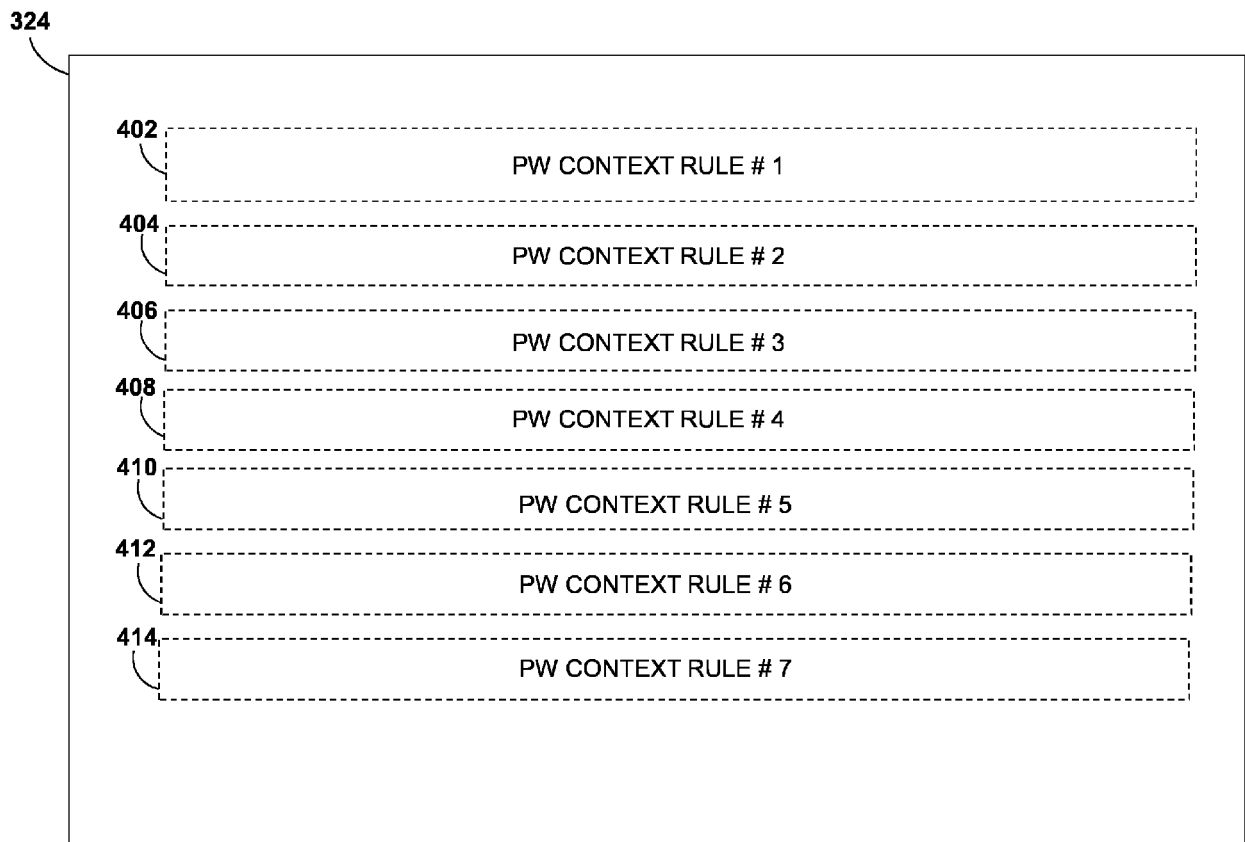 324
402
PW CONTEXT RULE # 1
404
PW CONTEXT RULE # 2
406
PW CONTEXT RULE # 3
408
PW CONTEXT RULE # 4
410
PW CONTEXT RULE # 5
412
PW CONTEXT RULE # 6
414
PW CONTEXT RULE # 7